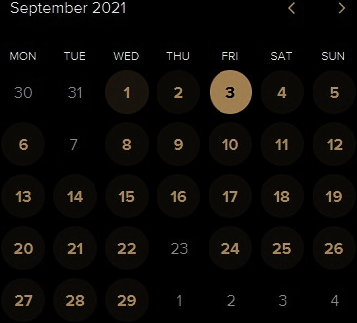 September 2021
MON TUE WED THU FRI SAT SUN
30 31 1 2 3 4 5
6 7 8 9 10 11 12
13 14 15 16 17 18 19
20 21 22 23 24 25 26
27 28 29 1 2 3 4